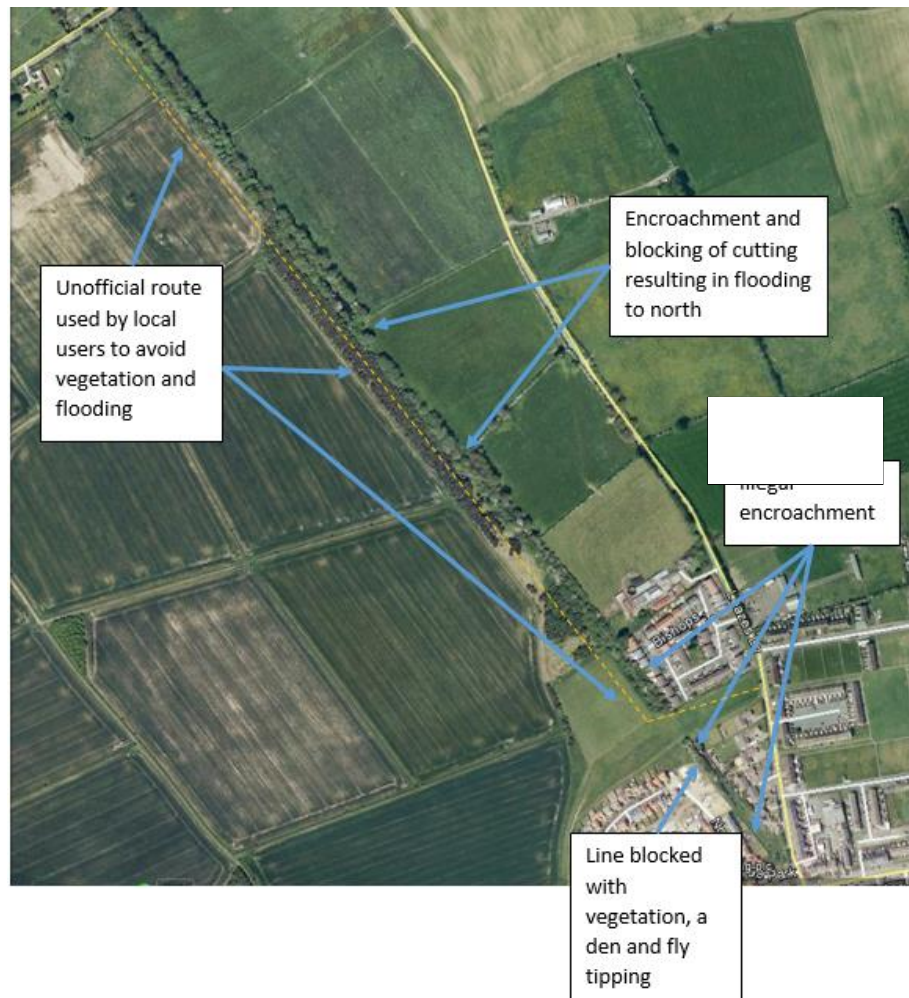 Encroachment and
blocking of cutting
resulting in flooding
to north
Unofficial route
used by local
users to avoid
vegetation and
flooding
encroachment
Bishops
Line blocked
with
vegetation, a
den and fly
tipping